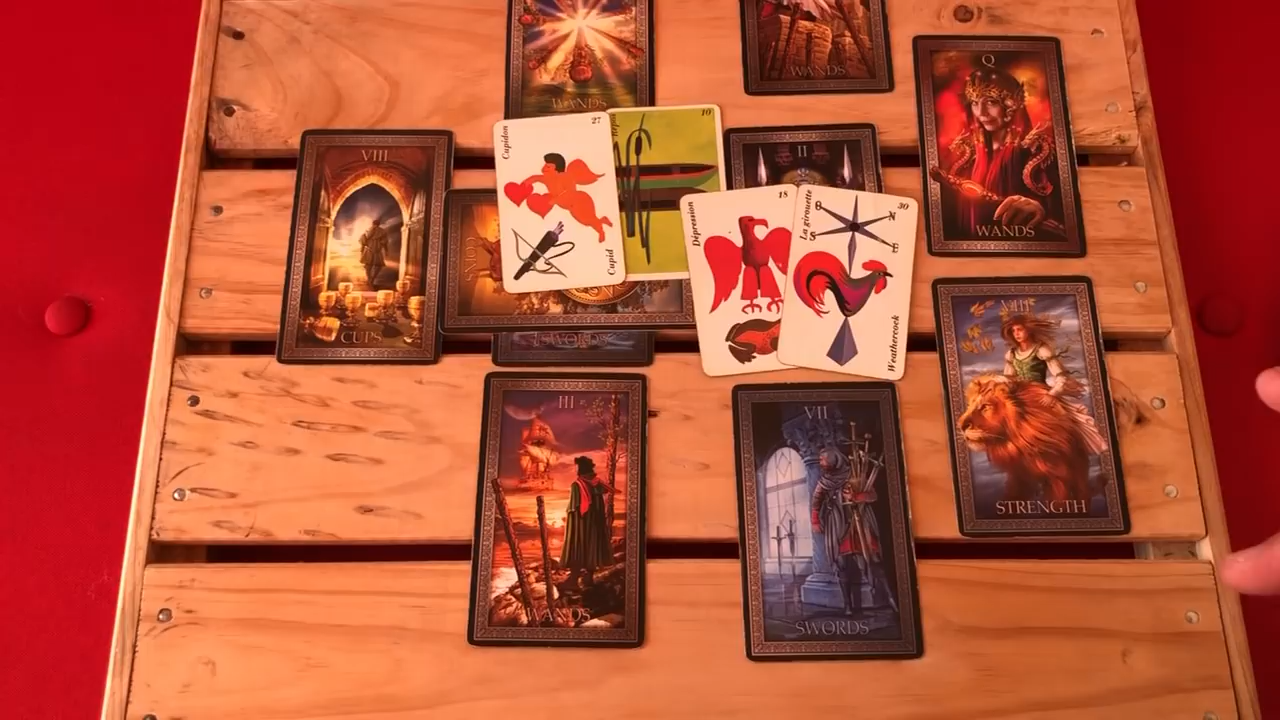 WANDS
WANDS
Q
WANDS
VIII
CUPS
27
Cupidon
Cupid
10
II
18
Dépression
30
La girouette
Weathercock
SWORDS
III
WANDS
VII
SWORDS
VIII
STRENGTH